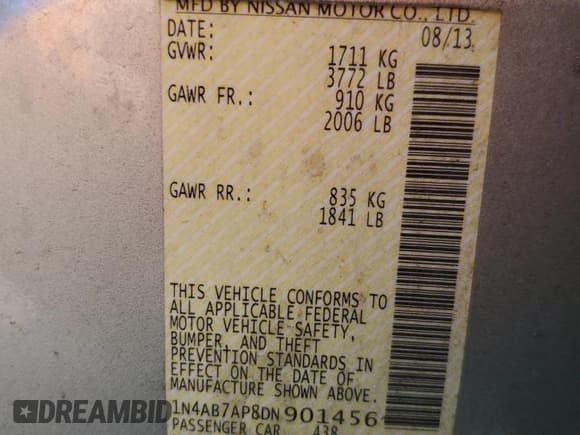 MFD BY NISSAN MOTOR CO., LTD.
DATE: 08/13
GVWR: 1711 KG
3772 LB
GAWR FR.: 910 KG
2006 LB
GAWR RR.: 835 KG
1841 LB
THIS VEHICLE CONFORMS TO
ALL APPLICABLE FEDERAL
MOTOR VEHICLE SAFETY,
BUMPER, AND THEFT
PREVENTION STANDARDS IN
EFFECT ON THE DATE OF
MANUFACTURE SHOWN ABOVE.
1N4AB7AP8DN901456
PASSENGER CAR 438
DREAMBID